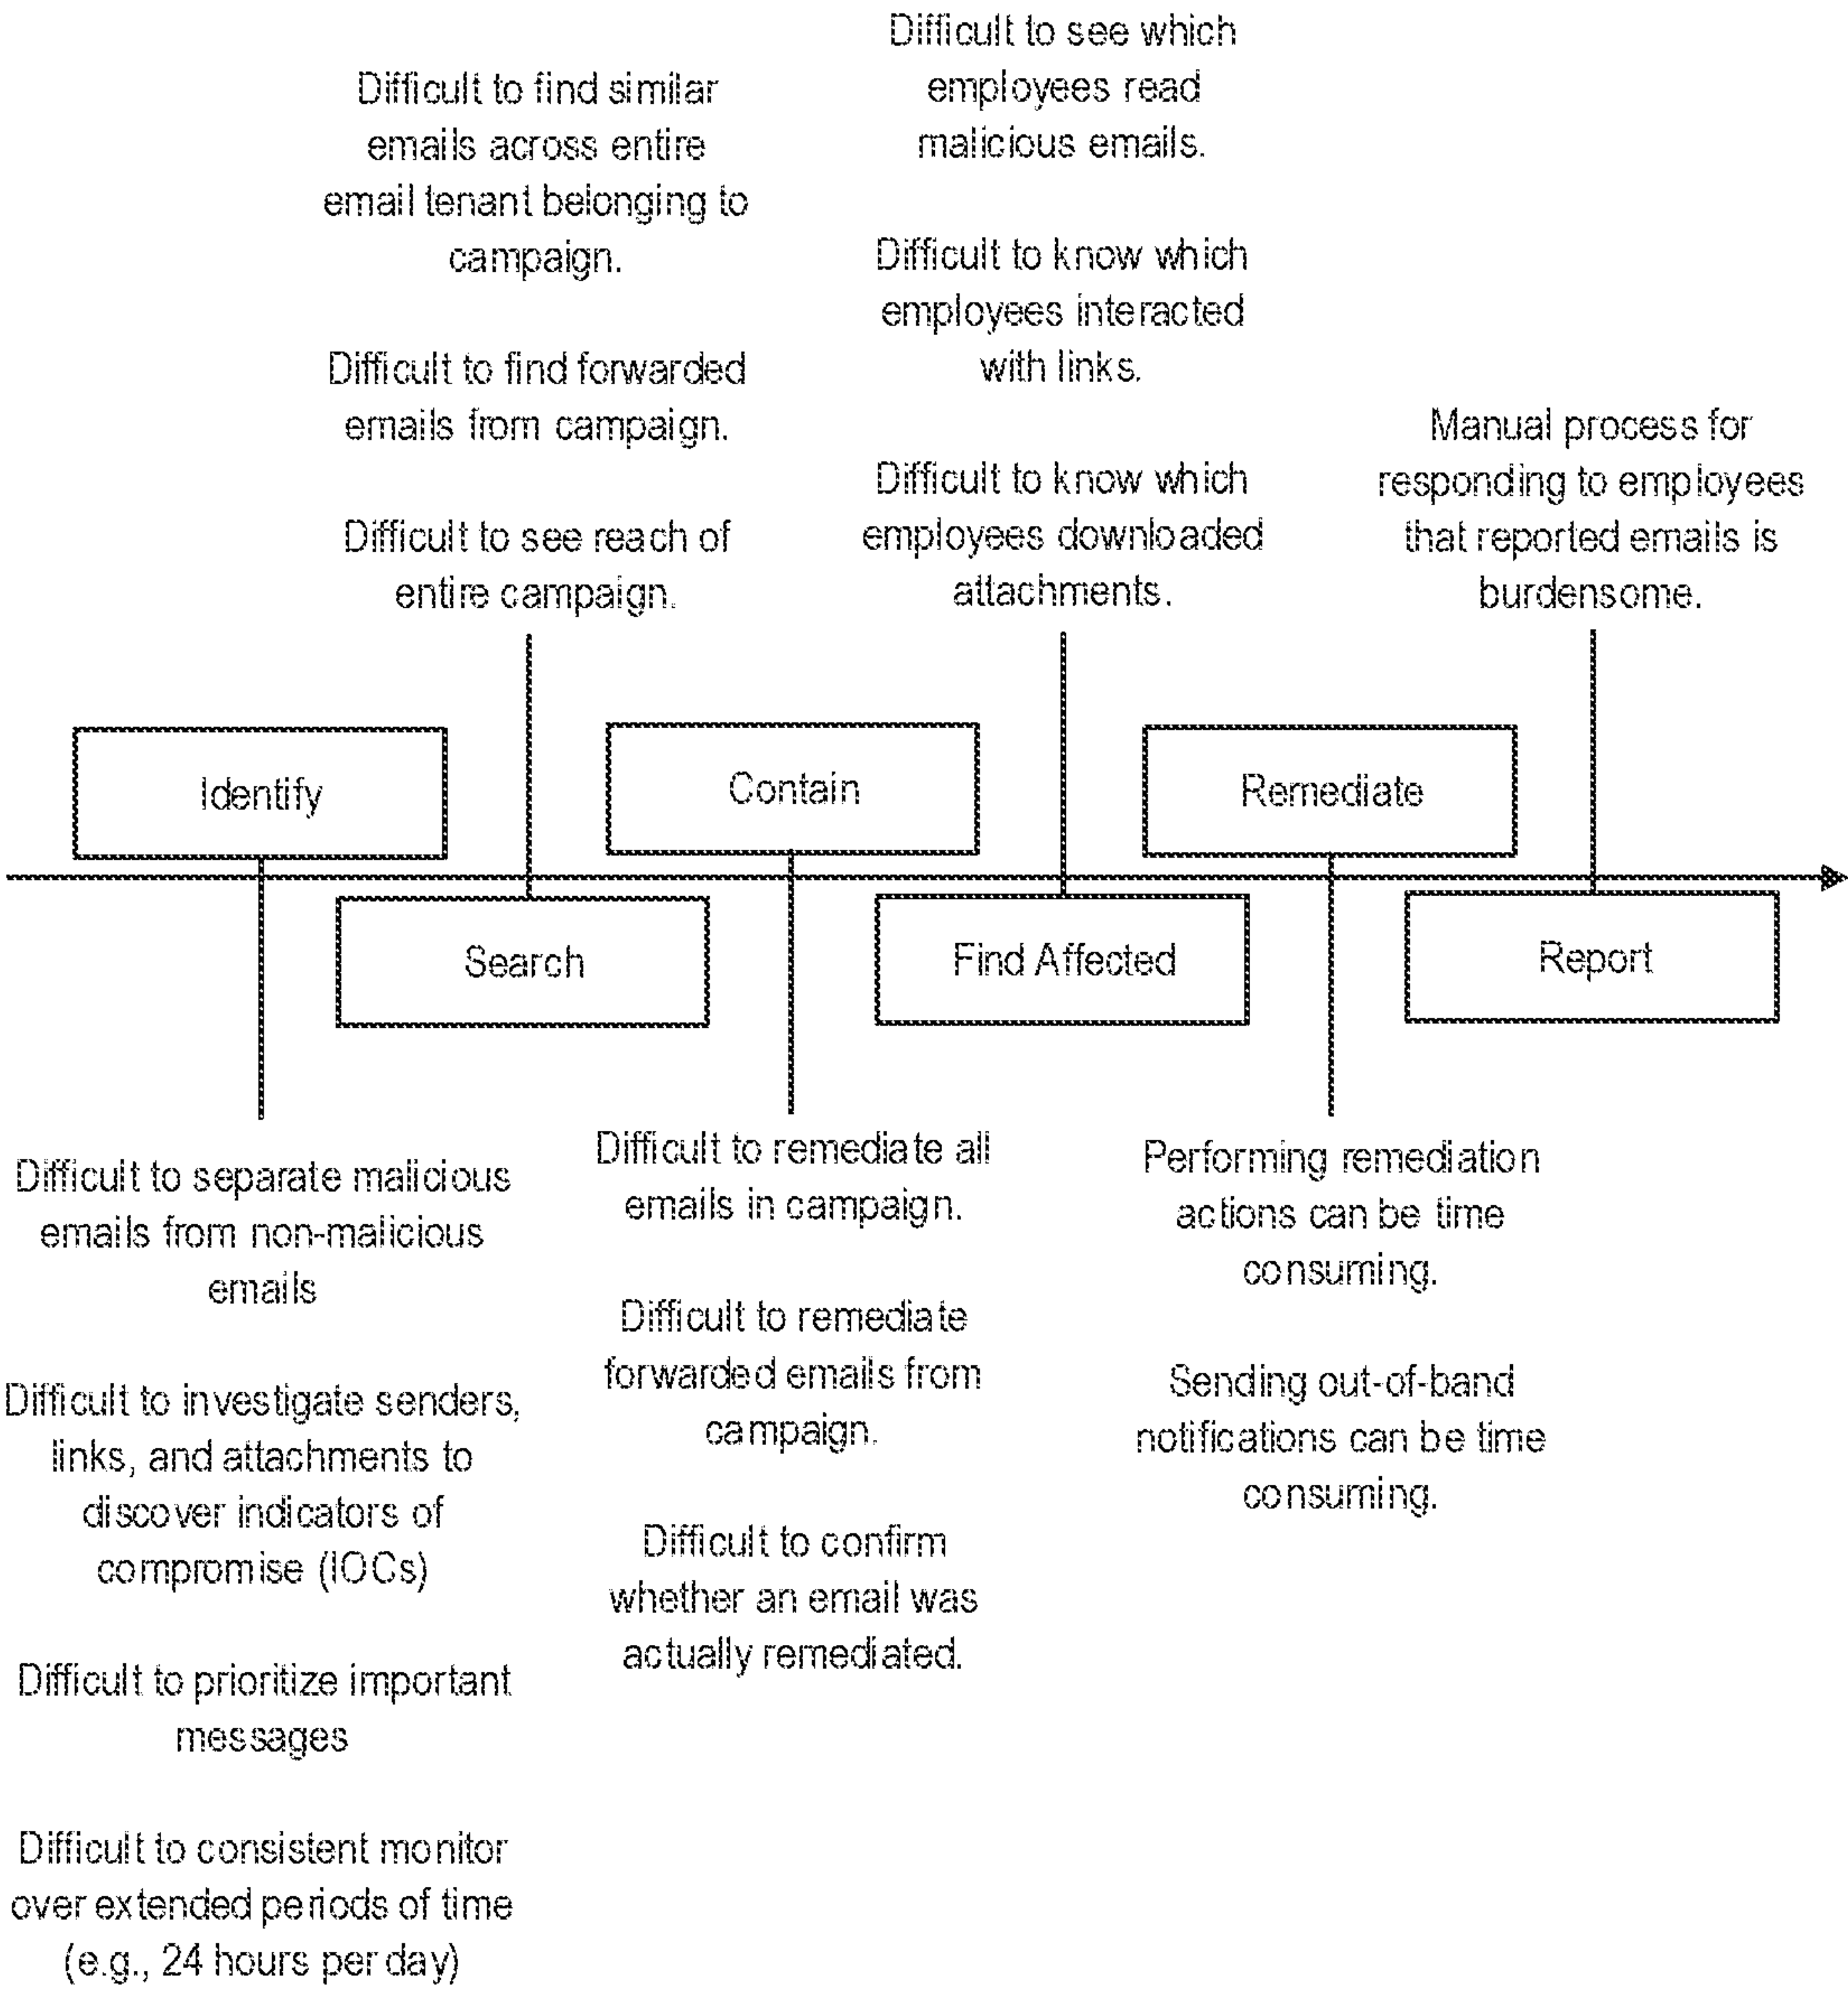 Difficult to find similar
emails across entire
email tenant belonging to
campaign.
Difficult to find forwarded
emails from campaign.
Difficult to see reach of
entire campaign.
Difficult to see which
employees read
malicious emails.
Difficult to know which
employees interacted
with links.
Difficult to know which
employees downloaded
attachments.
Manual process for
responding to employees
that reported emails is
burdensome.
Identify
Contain
Remediate
Search
Find Affected
Report
Difficult to separate malicious
emails from non-malicious
emails
Difficult to investigate senders,
links, and attachments to
discover indicators of
compromise (IOCs)
Difficult to prioritize important
messages
Difficult to consistent monitor
over extended periods of time
(e.g., 24 hours per day)
Difficult to remediate all
emails in campaign.
Difficult to remediate
forwarded emails from
campaign.
Difficult to confirm
whether an email was
actually remediated.
Performing remediation
actions can be time
consuming.
Sending out-of-band
notifications can be time
consuming.